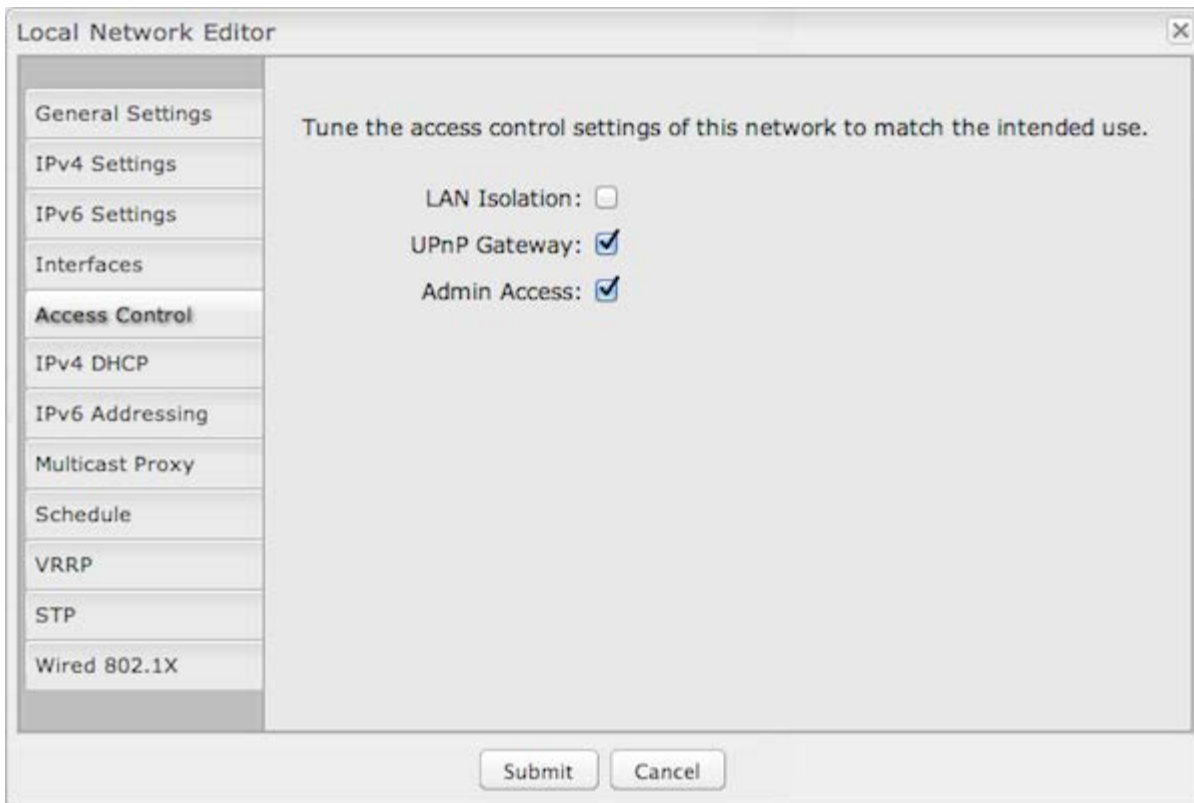 Local Network Editor
General Settings
IPv4 Settings
IPv6 Settings
Interfaces
Access Control
IPv4 DHCP
IPv6 Addressing
Multicast Proxy
Schedule
VRRP
STP
Wired 802.1X
Tune the access control settings of this network to match the intended use.
LAN Isolation:
UPnP Gateway:
Admin Access:
Submit Cancel